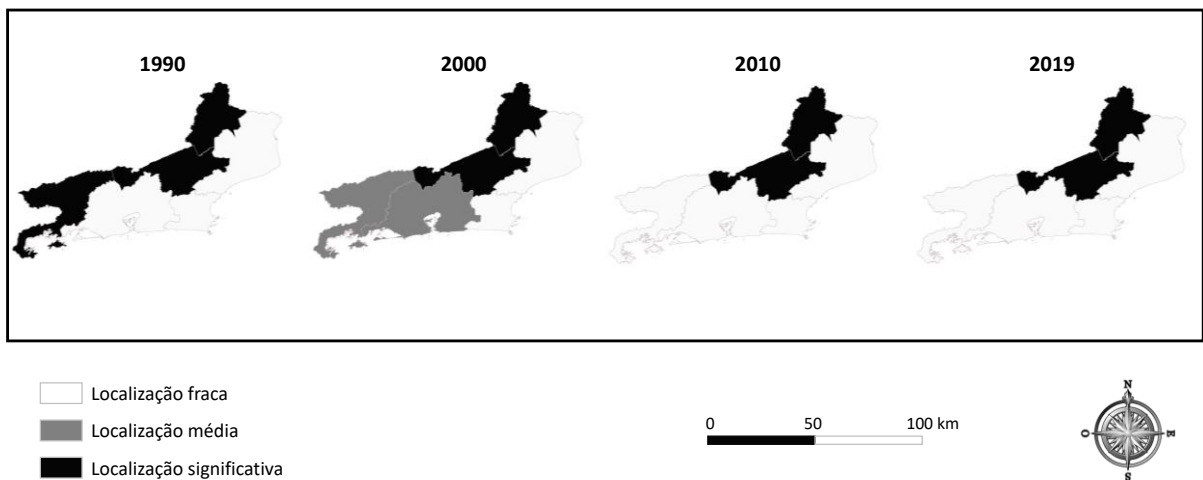 1990 2000 2010 2019
Localização fraca
Localização média
Localização significativa
0 50 100 km
N
O E
S